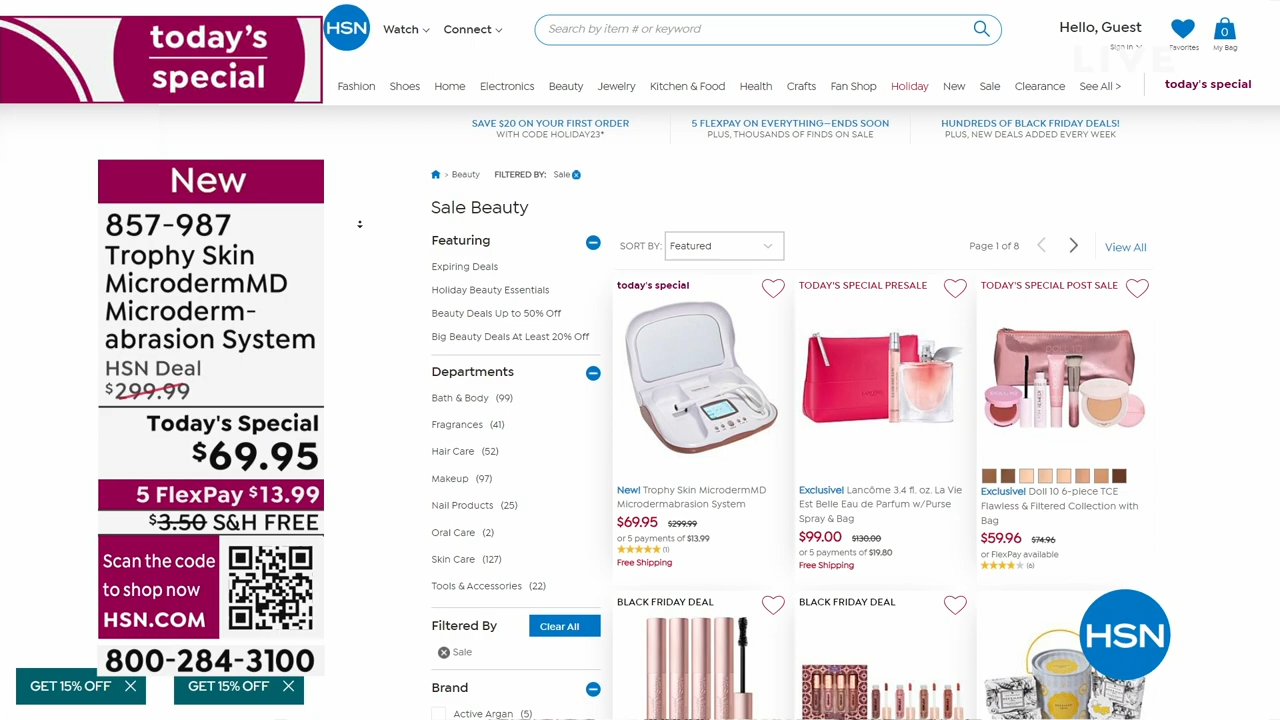 today's
special
HSN
Watch
Connect
Search by item # or keyword
Hello, Guest
Sign In
Favorites
0
My Bag
LIVE
Fashion Shoes Home Electronics Beauty Jewelry Kitchen & Food Health Crafts Fan Shop Holiday New Sale Clearance See All >
today's special
SAVE $20 ON YOUR FIRST ORDER
WITH CODE HOLIDAY23*
5 FLEXPAY ON EVERYTHING—ENDS SOON
PLUS, THOUSANDS OF FINDS ON SALE
HUNDREDS OF BLACK FRIDAY DEALS!
PLUS, NEW DEALS ADDED EVERY WEEK
New
857-987
Trophy Skin
MicrodermMD
Microderm-
abrasion System
HSN Deal
$299.99
Today's Special
$69.95
5 FlexPay $13.99
$3.50 S&H FREE
Scan the code
to shop now
HSN.COM
800-284-3100
GET 15% OFF
GET 15% OFF
> Beauty FILTERED BY: Sale
Sale Beauty
Featuring
Expiring Deals
Holiday Beauty Essentials
Beauty Deals Up to 50% Off
Big Beauty Deals At Least 20% Off
Departments
Bath & Body (99)
Fragrances (41)
Hair Care (52)
Makeup (97)
Nail Products (25)
Oral Care (2)
Skin Care (127)
Tools & Accessories (22)
Filtered By
Clear All
Sale
Brand
Active Argan (5)
SORT BY: Featured
Page 1 of 8
View All
today's special
New! Trophy Skin MicrodermMD
Microdermabrasion System
$69.95 $299.99
or 5 payments of $13.99
(1)
Free Shipping
TODAY'S SPECIAL PRESALE
Exclusive! Lancôme 3.4 fl. oz. La Vie
Est Belle Eau de Parfum w/Purse
Spray & Bag
$99.00 $130.00
or 5 payments of $19.80
Free Shipping
TODAY'S SPECIAL POST SALE
Exclusive! Doll 10 6-piece TCE
Flawless & Filtered Collection with
Bag
$59.96 $74.96
or FlexPay available
(6)
BLACK FRIDAY DEAL
BLACK FRIDAY DEAL
HSN